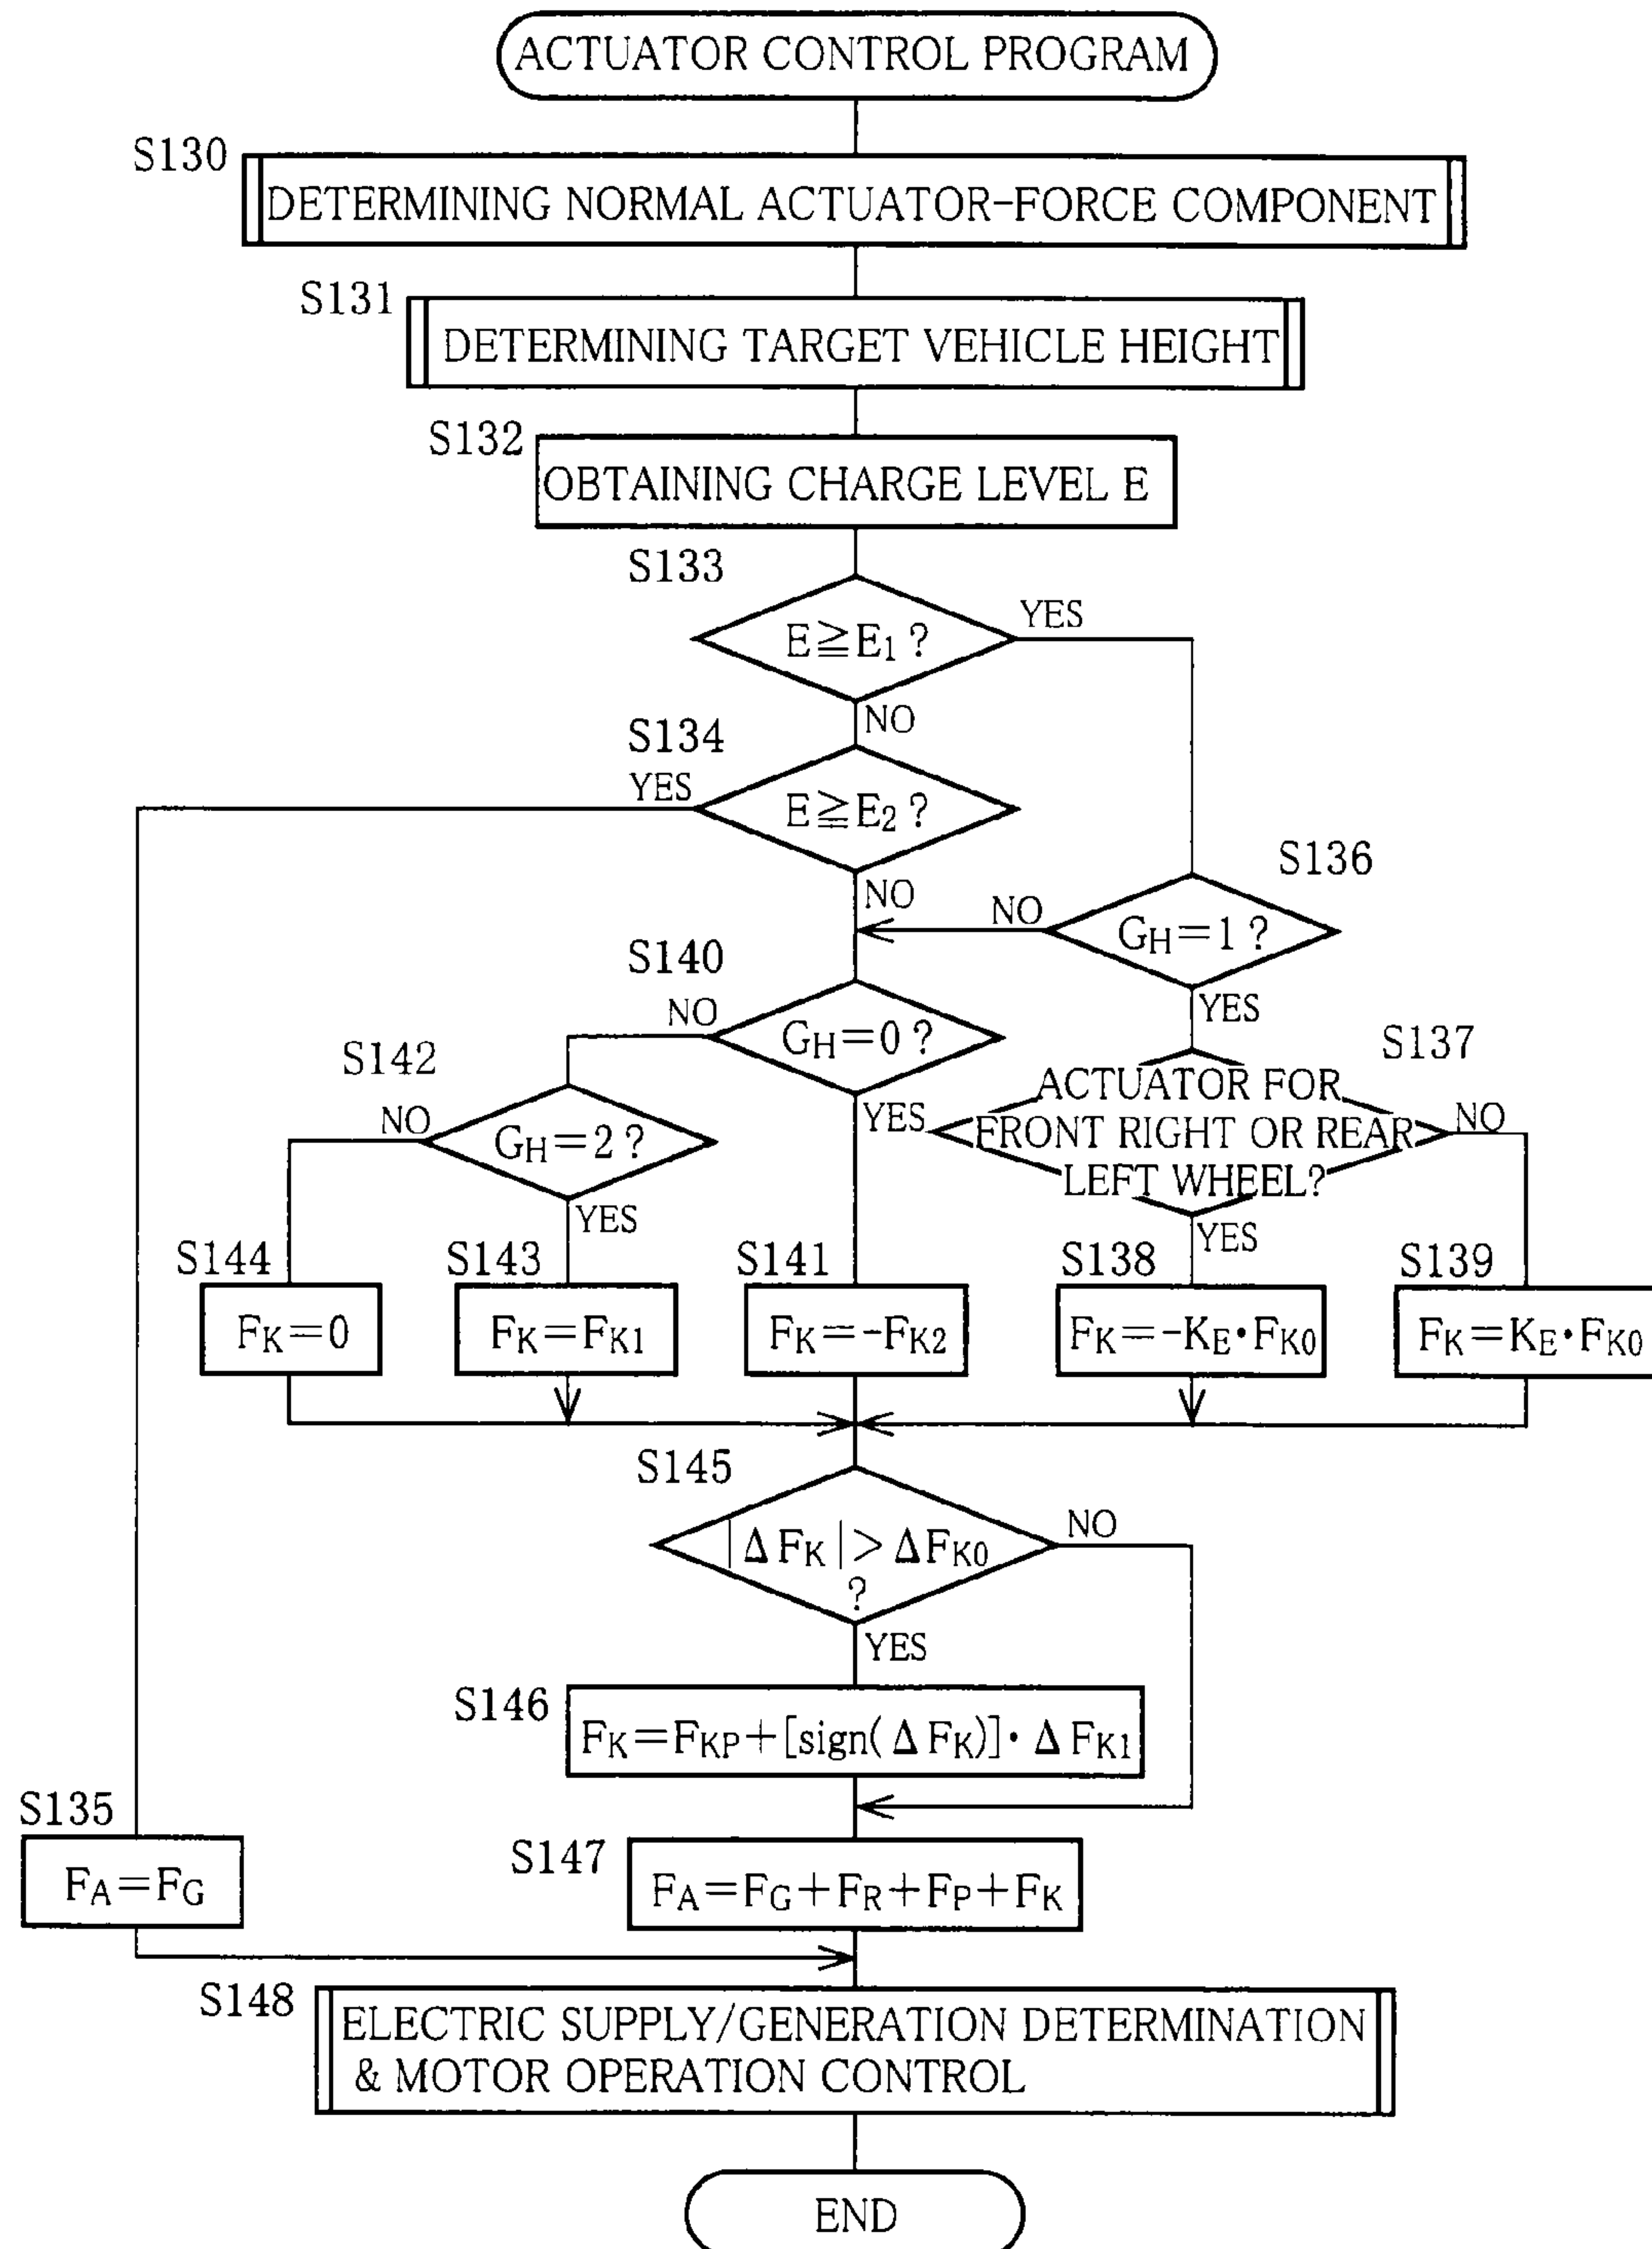 ACTUATOR CONTROL PROGRAM
S130
DETERMINING NORMAL ACTUATOR-FORCE COMPONENT
S131
DETERMINING TARGET VEHICLE HEIGHT
S132
OBTAINING CHARGE LEVEL E
S133
E≧E1 ?
YES
NO
S134
YES
E≧E2 ?
NO
S136
NO
GH=1 ?
YES
S140
NO
GH=0 ?
YES
S137
ACTUATOR FOR
FRONT RIGHT OR REAR
LEFT WHEEL?
NO
YES
S142
NO
GH=2 ?
YES
S144
FK=0
S143
FK=FK1
S141
FK=-FK2
S138
FK=-KE•FK0
S139
FK=KE•FK0
S145
|ΔFK|>ΔFK0
?
NO
YES
S146
FK=FKP+[sign(ΔFK)]•ΔFK1
S135
FA=FG
S147
FA=FG+FR+FP+FK
S148
ELECTRIC SUPPLY/GENERATION DETERMINATION
& MOTOR OPERATION CONTROL
END